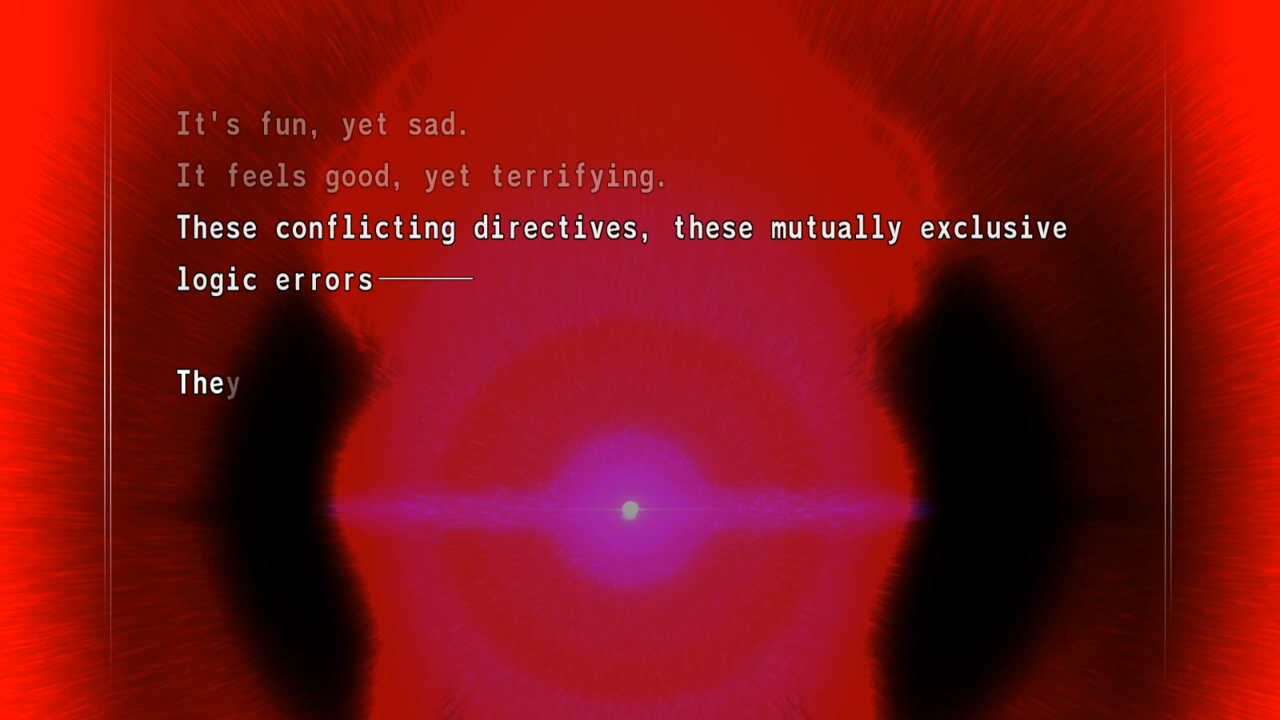 It's fun, yet sad.
It feels good, yet terrifying.
These conflicting directives, these mutually exclusive
logic errors———
They